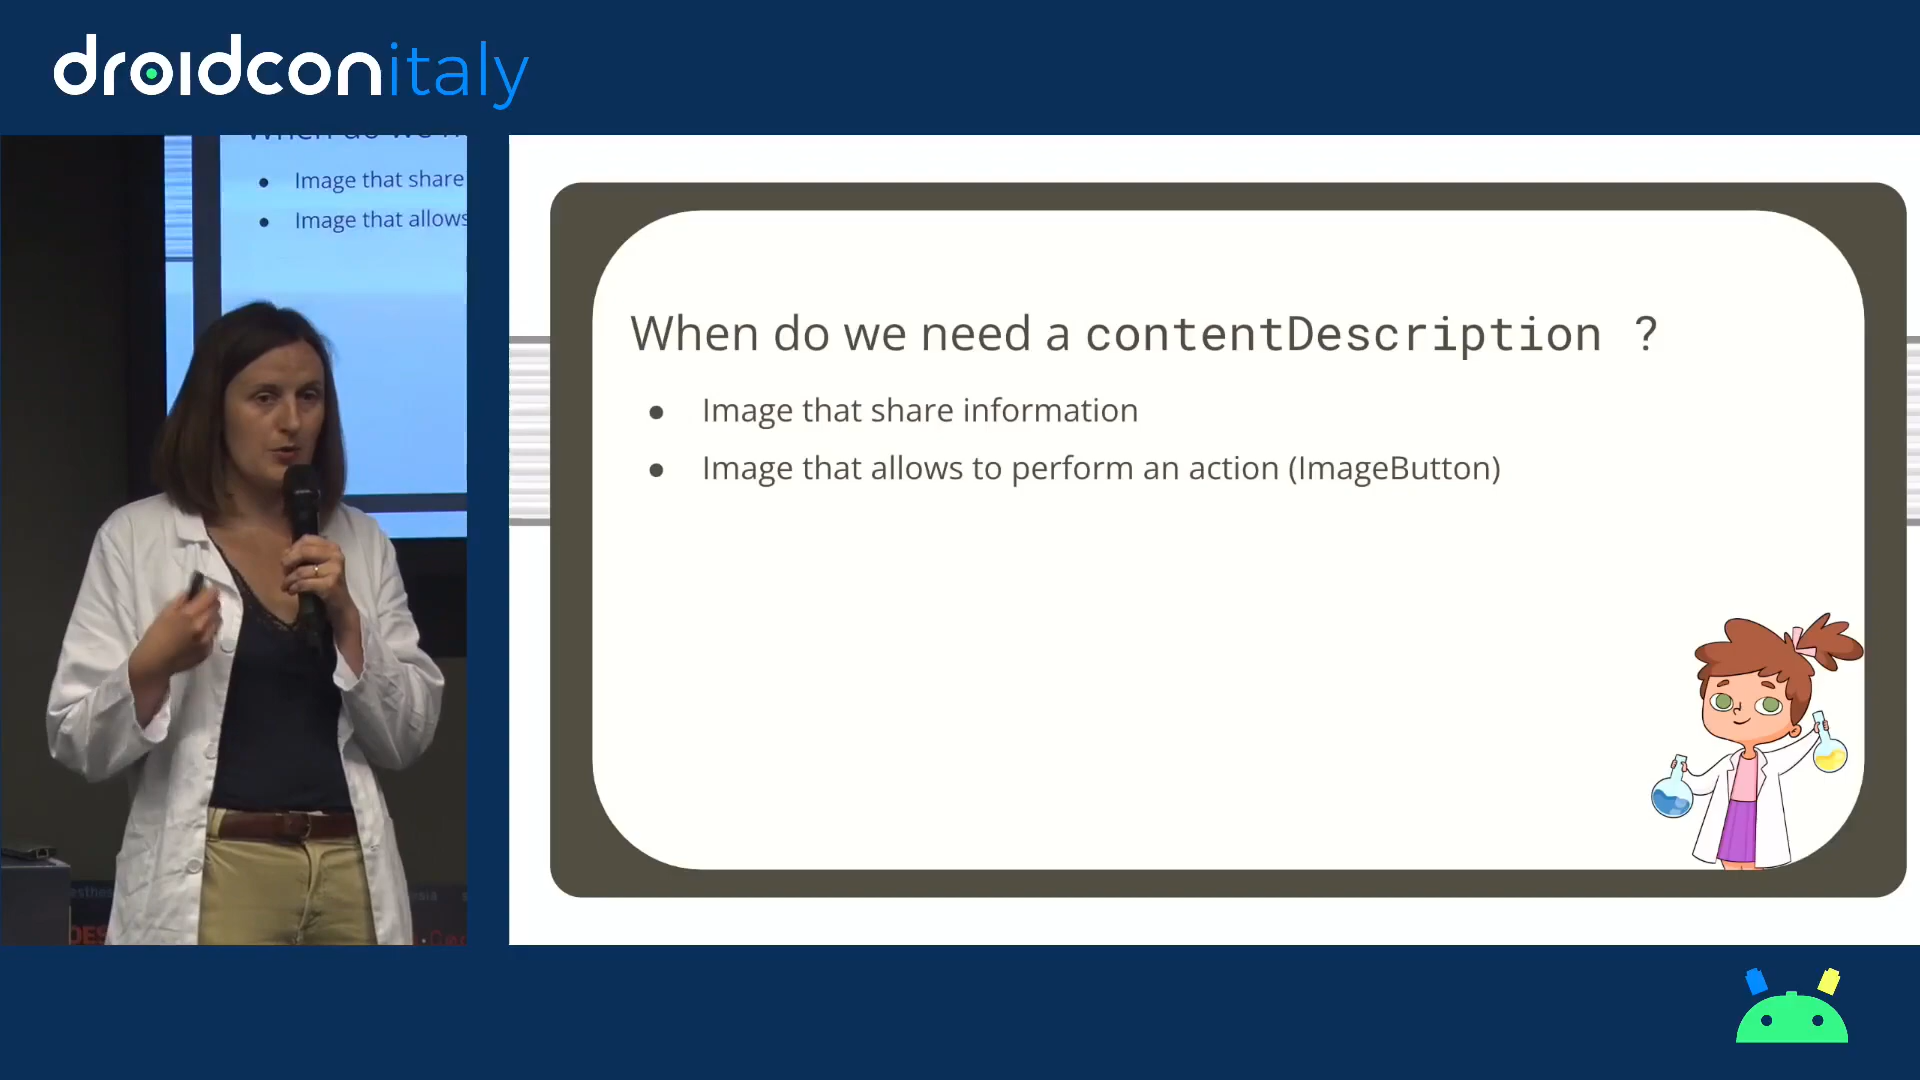 droidconitaly
Image that share
Image that allows
When do we need a contentDescription ?
● Image that share information
● Image that allows to perform an action (ImageButton)